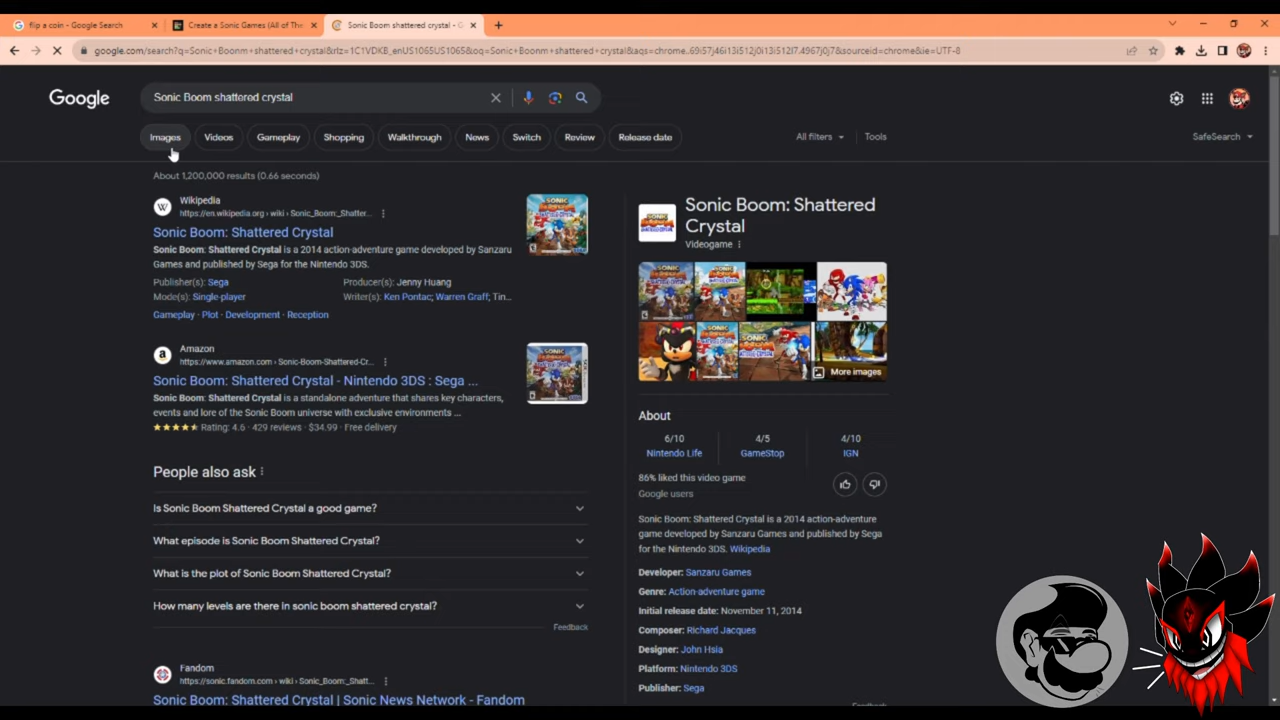 flip a coin - Google Search
Create a Sonic Games (All of The
Sonic Boom shattered crystal - G
google.com/search?q=Sonic+Boonm+shattered+crystal&rlz=1C1VDKB_enUS1065US1065&oq=Sonic+Boonm+shattered+crystal&aqs=chrome..69i57j46i13i512j0i13i512l7.4967j0j7&sourceid=chrome&ie=UTF-8
Google
Sonic Boom shattered crystal
Images
Videos
Gameplay
Shopping
Walkthrough
News
Switch
Review
Release date
All filters
Tools
SafeSearch
About 1,200,000 results (0.66 seconds)
W
Wikipedia
https://en.wikipedia.org › wiki › Sonic_Boom:_Shatter...
Sonic Boom: Shattered Crystal
Sonic Boom: Shattered Crystal is a 2014 action-adventure game developed by Sanzaru
Games and published by Sega for the Nintendo 3DS.
Publisher(s): Sega
Producer(s): Jenny Huang
Mode(s): Single-player
Writer(s): Ken Pontac; Warren Graff; Tin...
Gameplay · Plot · Development · Reception
a
Amazon
https://www.amazon.com › Sonic-Boom-Shattered-Cr...
Sonic Boom: Shattered Crystal - Nintendo 3DS : Sega ...
Sonic Boom: Shattered Crystal is a standalone adventure that shares key characters,
events and lore of the Sonic Boom universe with exclusive environments ...
Rating: 4.6 · 429 reviews · $34.99 · Free delivery
People also ask
Is Sonic Boom Shattered Crystal a good game?
What episode is Sonic Boom Shattered Crystal?
What is the plot of Sonic Boom Shattered Crystal?
How many levels are there in sonic boom shattered crystal?
Feedback
Fandom
https://sonic.fandom.com › wiki › Sonic_Boom:_Shatt...
Sonic Boom: Shattered Crystal | Sonic News Network - Fandom
Sonic Boom: Shattered
Crystal
Videogame
More images
About
6/10
Nintendo Life
4/5
GameStop
4/10
IGN
86% liked this video game
Google users
Sonic Boom: Shattered Crystal is a 2014 action-adventure
game developed by Sanzaru Games and published by Sega
for the Nintendo 3DS. Wikipedia
Developer: Sanzaru Games
Genre: Action-adventure game
Initial release date: November 11, 2014
Composer: Richard Jacques
Designer: John Hsia
Platform: Nintendo 3DS
Publisher: Sega